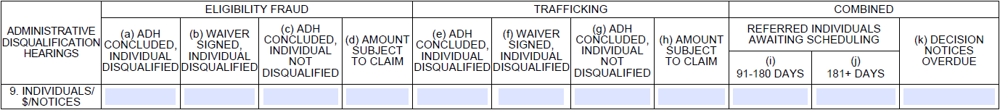 ELIGIBILITY FRAUD
TRAFFICKING
COMBINED
ADMINISTRATIVE
DISQUALIFICATION
HEARINGS
(a) ADH
CONCLUDED,
INDIVIDUAL
DISQUALIFIED
(b) WAIVER
SIGNED,
INDIVIDUAL
DISQUALIFIED
(c) ADH
CONCLUDED,
INDIVIDUAL
NOT
DISQUALIFIED
(d) AMOUNT
SUBJECT
TO CLAIM
(e) ADH
CONCLUDED,
INDIVIDUAL
DISQUALIFIED
(f) WAIVER
SIGNED,
INDIVIDUAL
DISQUALIFIED
(g) ADH
CONCLUDED,
INDIVIDUAL
NOT
DISQUALIFIED
(h) AMOUNT
SUBJECT
TO CLAIM
REFERRED INDIVIDUALS
AWAITING SCHEDULING
(i)
91-180 DAYS
(j)
181+ DAYS
(k) DECISION
NOTICES
OVERDUE
9. INDIVIDUALS/
$/NOTICES